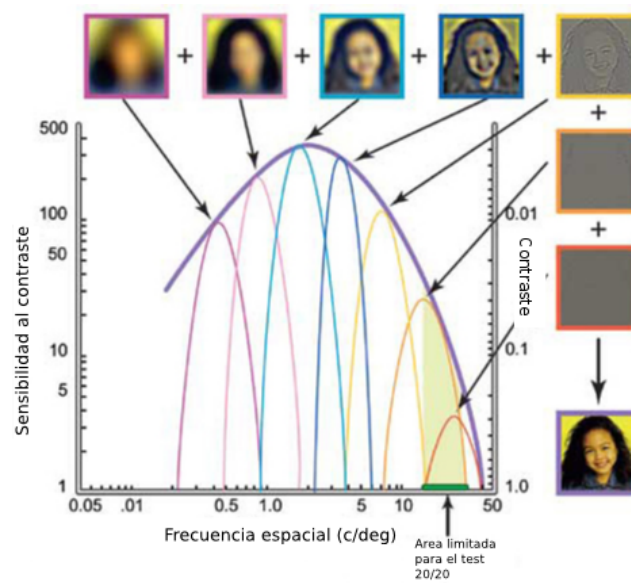 + + + +
+
+
500
100
50
10
5
1
Sensibilidad al contraste
0.01
0.1
1.0
Contraste
0.05 .01 0.5 1.0 5 10 50
Frecuencia espacial (c/deg)
Area limitada
para el test
20/20